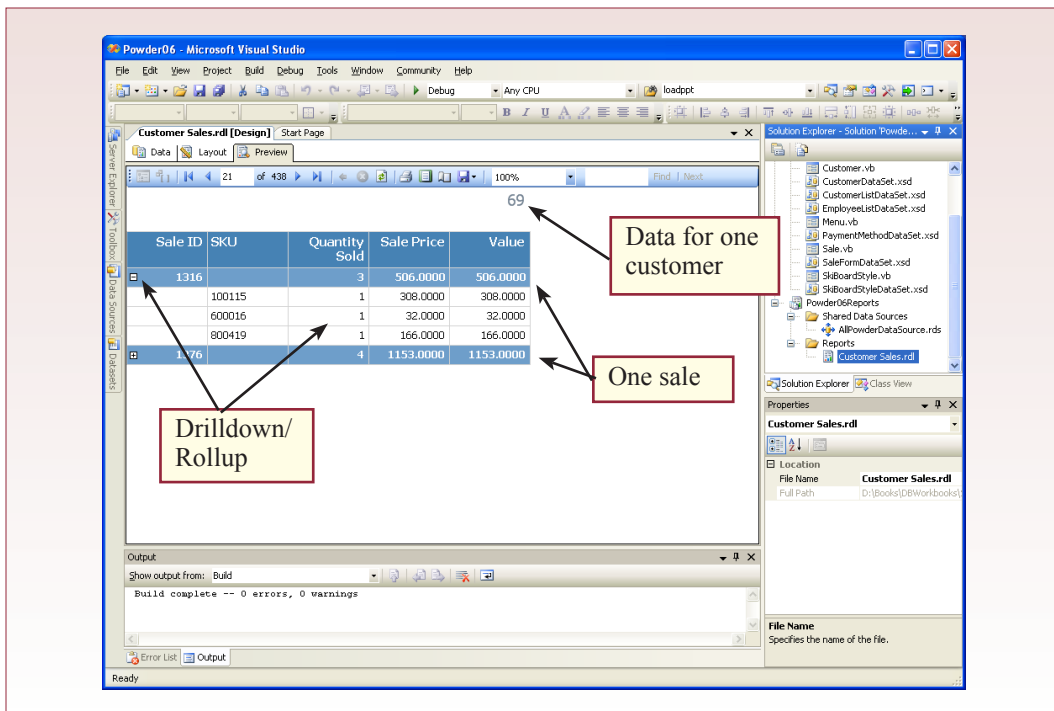 Powder06 - Microsoft Visual Studio
File Edit View Project Build Debug Tools Window Community Help
Debug Any CPU loadppt
B I U A
Customer Sales.rdl [Design] Start Page
Data Layout Preview
21 of 438 100% Find | Next
69
Sale ID SKU Quantity Sold Sale Price Value
1316 3 506.0000 506.0000
100115 1 308.0000 308.0000
600016 1 32.0000 32.0000
800419 1 166.0000 166.0000
4 1153.0000 1153.0000
Data for one
customer
One sale
Drilldown/
Rollup
Server Explorer
Toolbox
Data Sources
Datasets
Output
Show output from: Build
Build complete -- 0 errors, 0 warnings
Error List Output
Ready
Solution Explorer - Solution 'Powde...
Customer.vb
CustomerDataSet.xsd
CustomerListDataSet.xsd
EmployeeListDataSet.xsd
Menu.vb
PaymentMethodDataSet.xsd
Sale.vb
SaleFormDataSet.xsd
SkiBoardStyle.vb
SkiBoardStyleDataSet.xsd
Powder06Reports
Shared Data Sources
AllPowderDataSource.rds
Reports
Customer Sales.rdl
Solution Explorer Class View
Properties
Customer Sales.rdl
Location
File Name Customer Sales.rdl
Full Path D:\Books\DBWorkbooks\
File Name
Specifies the name of the file.